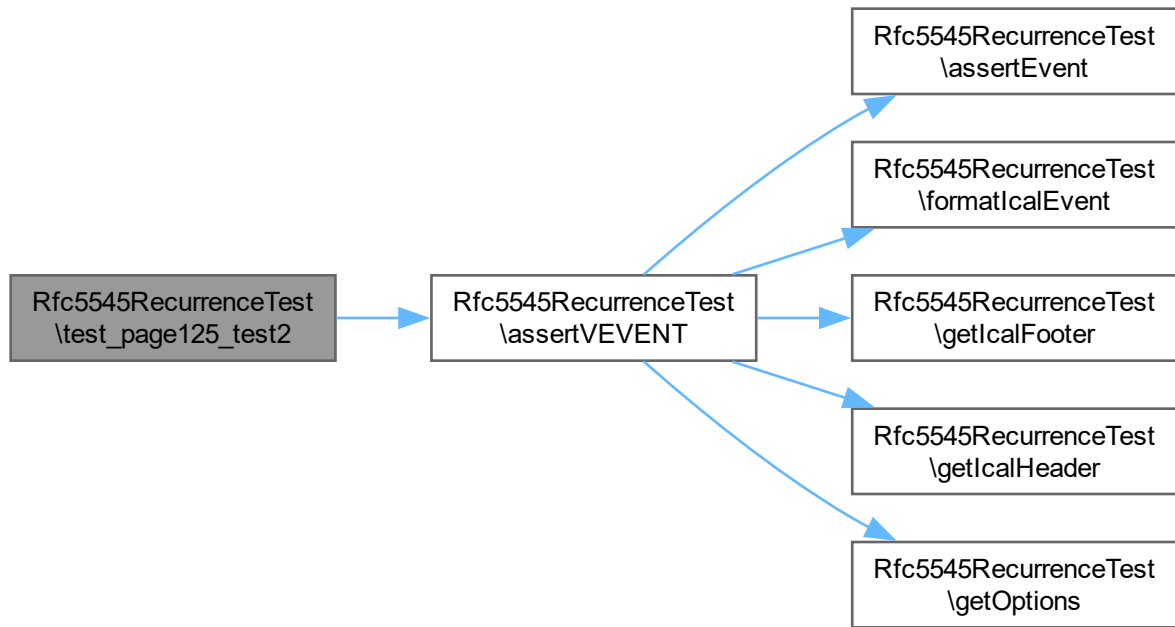 Rfc5545RecurrenceTest
\test_page125_test2
Rfc5545RecurrenceTest
\assertVEVENT
Rfc5545RecurrenceTest
\assertEvent
Rfc5545RecurrenceTest
\formatIcalEvent
Rfc5545RecurrenceTest
\getIcalFooter
Rfc5545RecurrenceTest
\getIcalHeader
Rfc5545RecurrenceTest
\getOptions